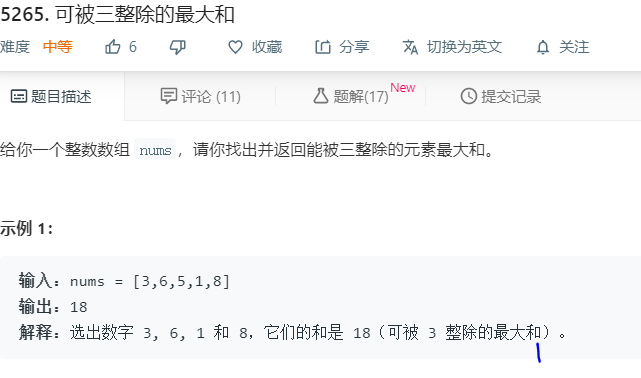 5265. 可被三整除的最大和
难度 中等 6 收藏 分享 切换为英文 关注
题目描述 评论 (11) 题解(17) New 提交记录
给你一个整数数组 nums，请你找出并返回能被三整除的元素最大和。
示例 1：
输入：nums = [3,6,5,1,8]
输出：18
解释：选出数字 3, 6, 1 和 8，它们的和是 18（可被 3 整除的最大和）。